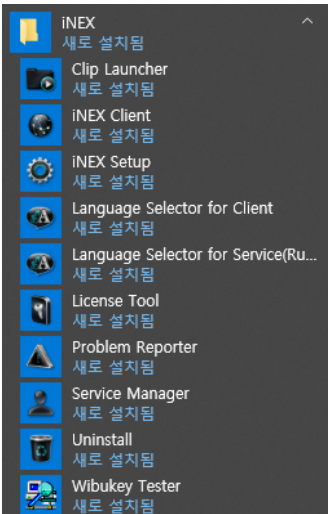 iNEX
새로 설치됨
Clip Launcher
새로 설치됨
iNEX Client
새로 설치됨
iNEX Setup
새로 설치됨
Language Selector for Client
새로 설치됨
Language Selector for Service(Ru...
새로 설치됨
License Tool
새로 설치됨
Problem Reporter
새로 설치됨
Service Manager
새로 설치됨
Uninstall
새로 설치됨
Wibukey Tester
새로 설치됨